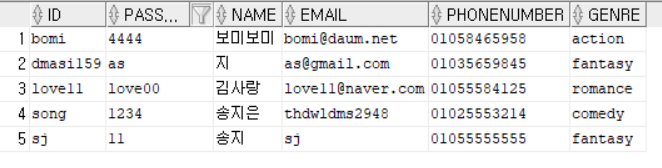 ID PASS... NAME EMAIL PHONENUMBER GENRE
1 bomi 4444 보미보미 bomi@daum.net 01058465958 action
2 dmasil59 as 지 as@gmail.com 01035659845 fantasy
3 lovell love00 김사랑 lovell@naver.com 01055584125 romance
4 song 1234 송지은 thdwldms2948 01025553214 comedy
5 sj 11 송지 sj 01055555555 fantasy